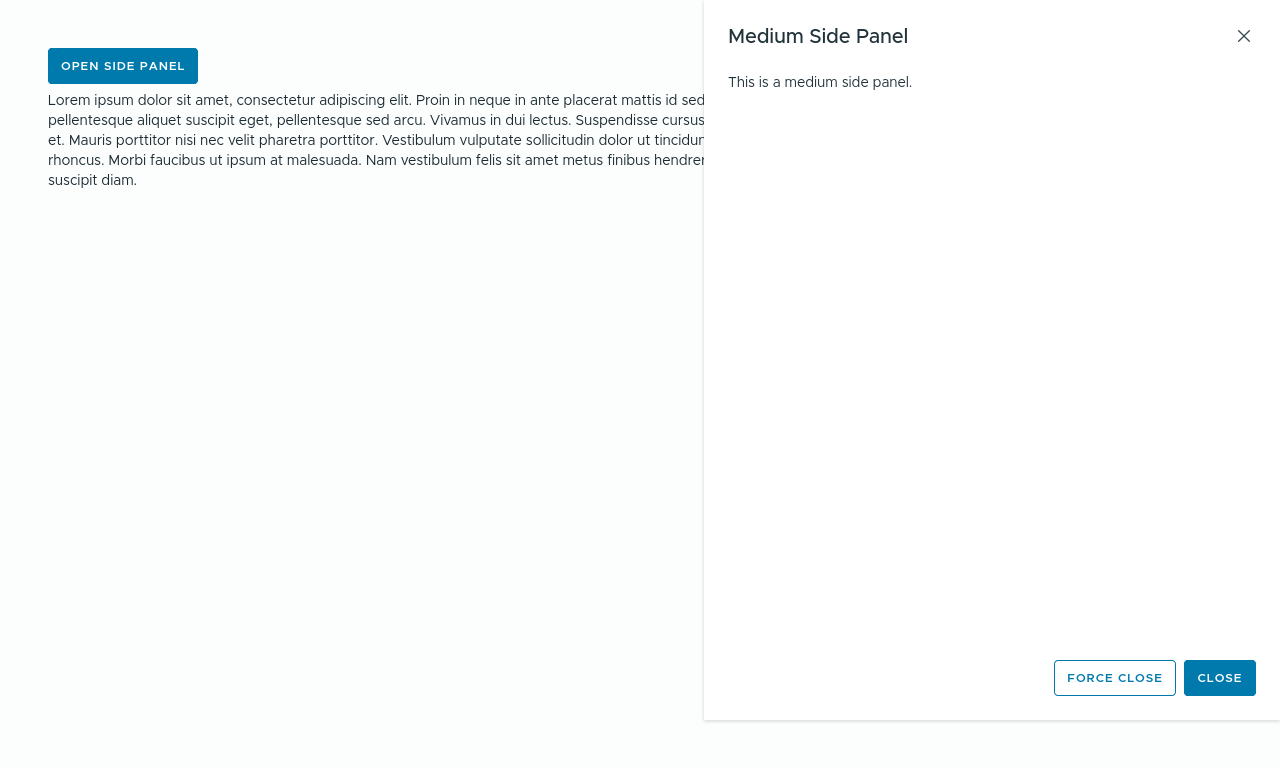 OPEN SIDE PANEL
Lorem ipsum dolor sit amet, consectetur adipiscing elit. Proin in neque in ante placerat mattis id sed
pellentesque aliquet suscipit eget, pellentesque sed arcu. Vivamus in dui lectus. Suspendisse cursus
et. Mauris porttitor nisi nec velit pharetra porttitor. Vestibulum vulputate sollicitudin dolor ut
rhoncus. Morbi faucibus ut ipsum at malesuada. Nam vestibulum felis sit amet metus finibus
suscipit diam.
Medium Side Panel
This is a medium side panel.
FORCE CLOSE
CLOSE